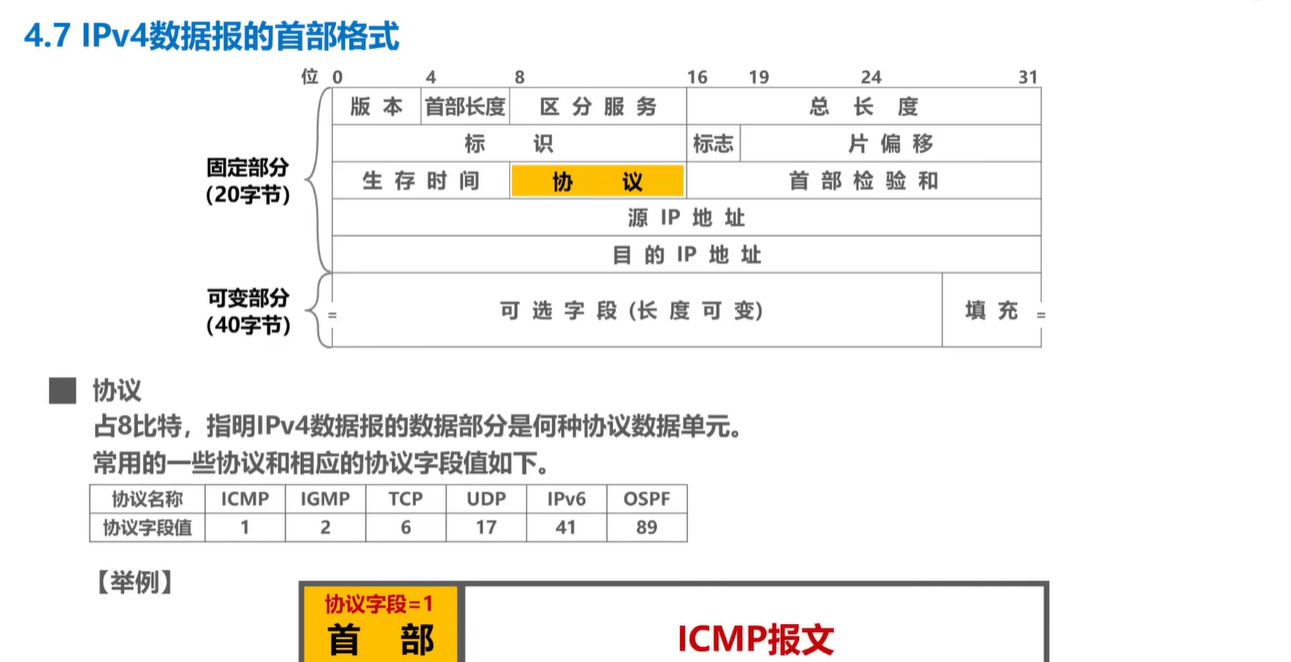 4.7 IPv4数据报的首部格式
位 0 4 8 16 19 24 31
版 本 首部长度 区 分 服 务 总 长 度
标 识 标志 片 偏 移
固定部分
(20字节)
生 存 时 间 协 议 首 部 检 验 和
源 IP 地 址
目 的 IP 地 址
可变部分
(40字节)
可 选 字 段 (长 度 可 变) 填 充
= =
协议
占8比特，指明IPv4数据报的数据部分是何种协议数据单元。
常用的一些协议和相应的协议字段值如下。
协议名称 ICMP IGMP TCP UDP IPv6 OSPF
协议字段值 1 2 6 17 41 89
【举例】
协议字段=1
首 部 ICMP报文